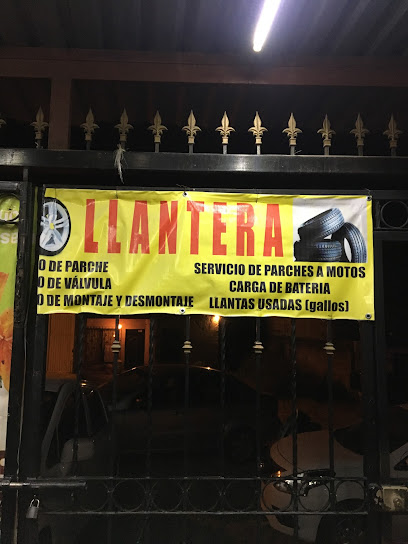 LLANTERA
O DE PARCHE
O DE VÁLVULA
O DE MONTAJE Y DESMONTAJE
SERVICIO DE PARCHES A MOTOS
CARGA DE BATERIA
LLANTAS USADAS (gallos)